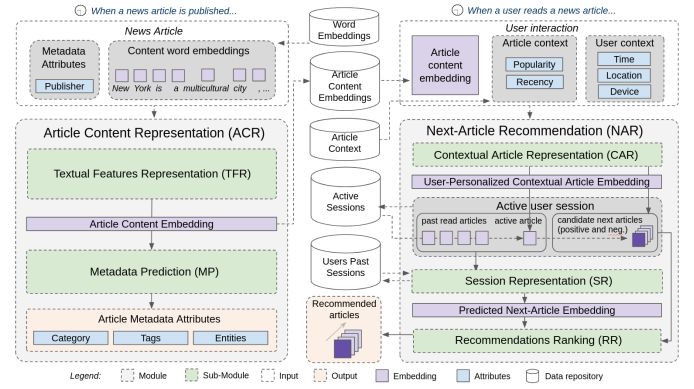 When a news article is published...
When a user reads a news article...
News Article
Metadata
Attributes
Publisher
Content word embeddings
New York is a multicultural city , ...
Word
Embeddings
Article
Content
Embeddings
Article
Context
Active
Sessions
Users Past
Sessions
Recommended
articles
User interaction
Article
content
embedding
Article context
Popularity
Recency
User context
Time
Location
Device
Article Content Representation (ACR)
Textual Features Representation (TFR)
Article Content Embedding
Metadata Prediction (MP)
Article Metadata Attributes
Category
Tags
Entities
Next-Article Recommendation (NAR)
Contextual Article Representation (CAR)
User-Personalized Contextual Article Embedding
Active user session
past read articles
active article
candidate next articles
(positive and neg.)
Session Representation (SR)
Predicted Next-Article Embedding
Recommendations Ranking (RR)
Legend:
Module
Sub-Module
Input
Output
Embedding
Attributes
Data repository